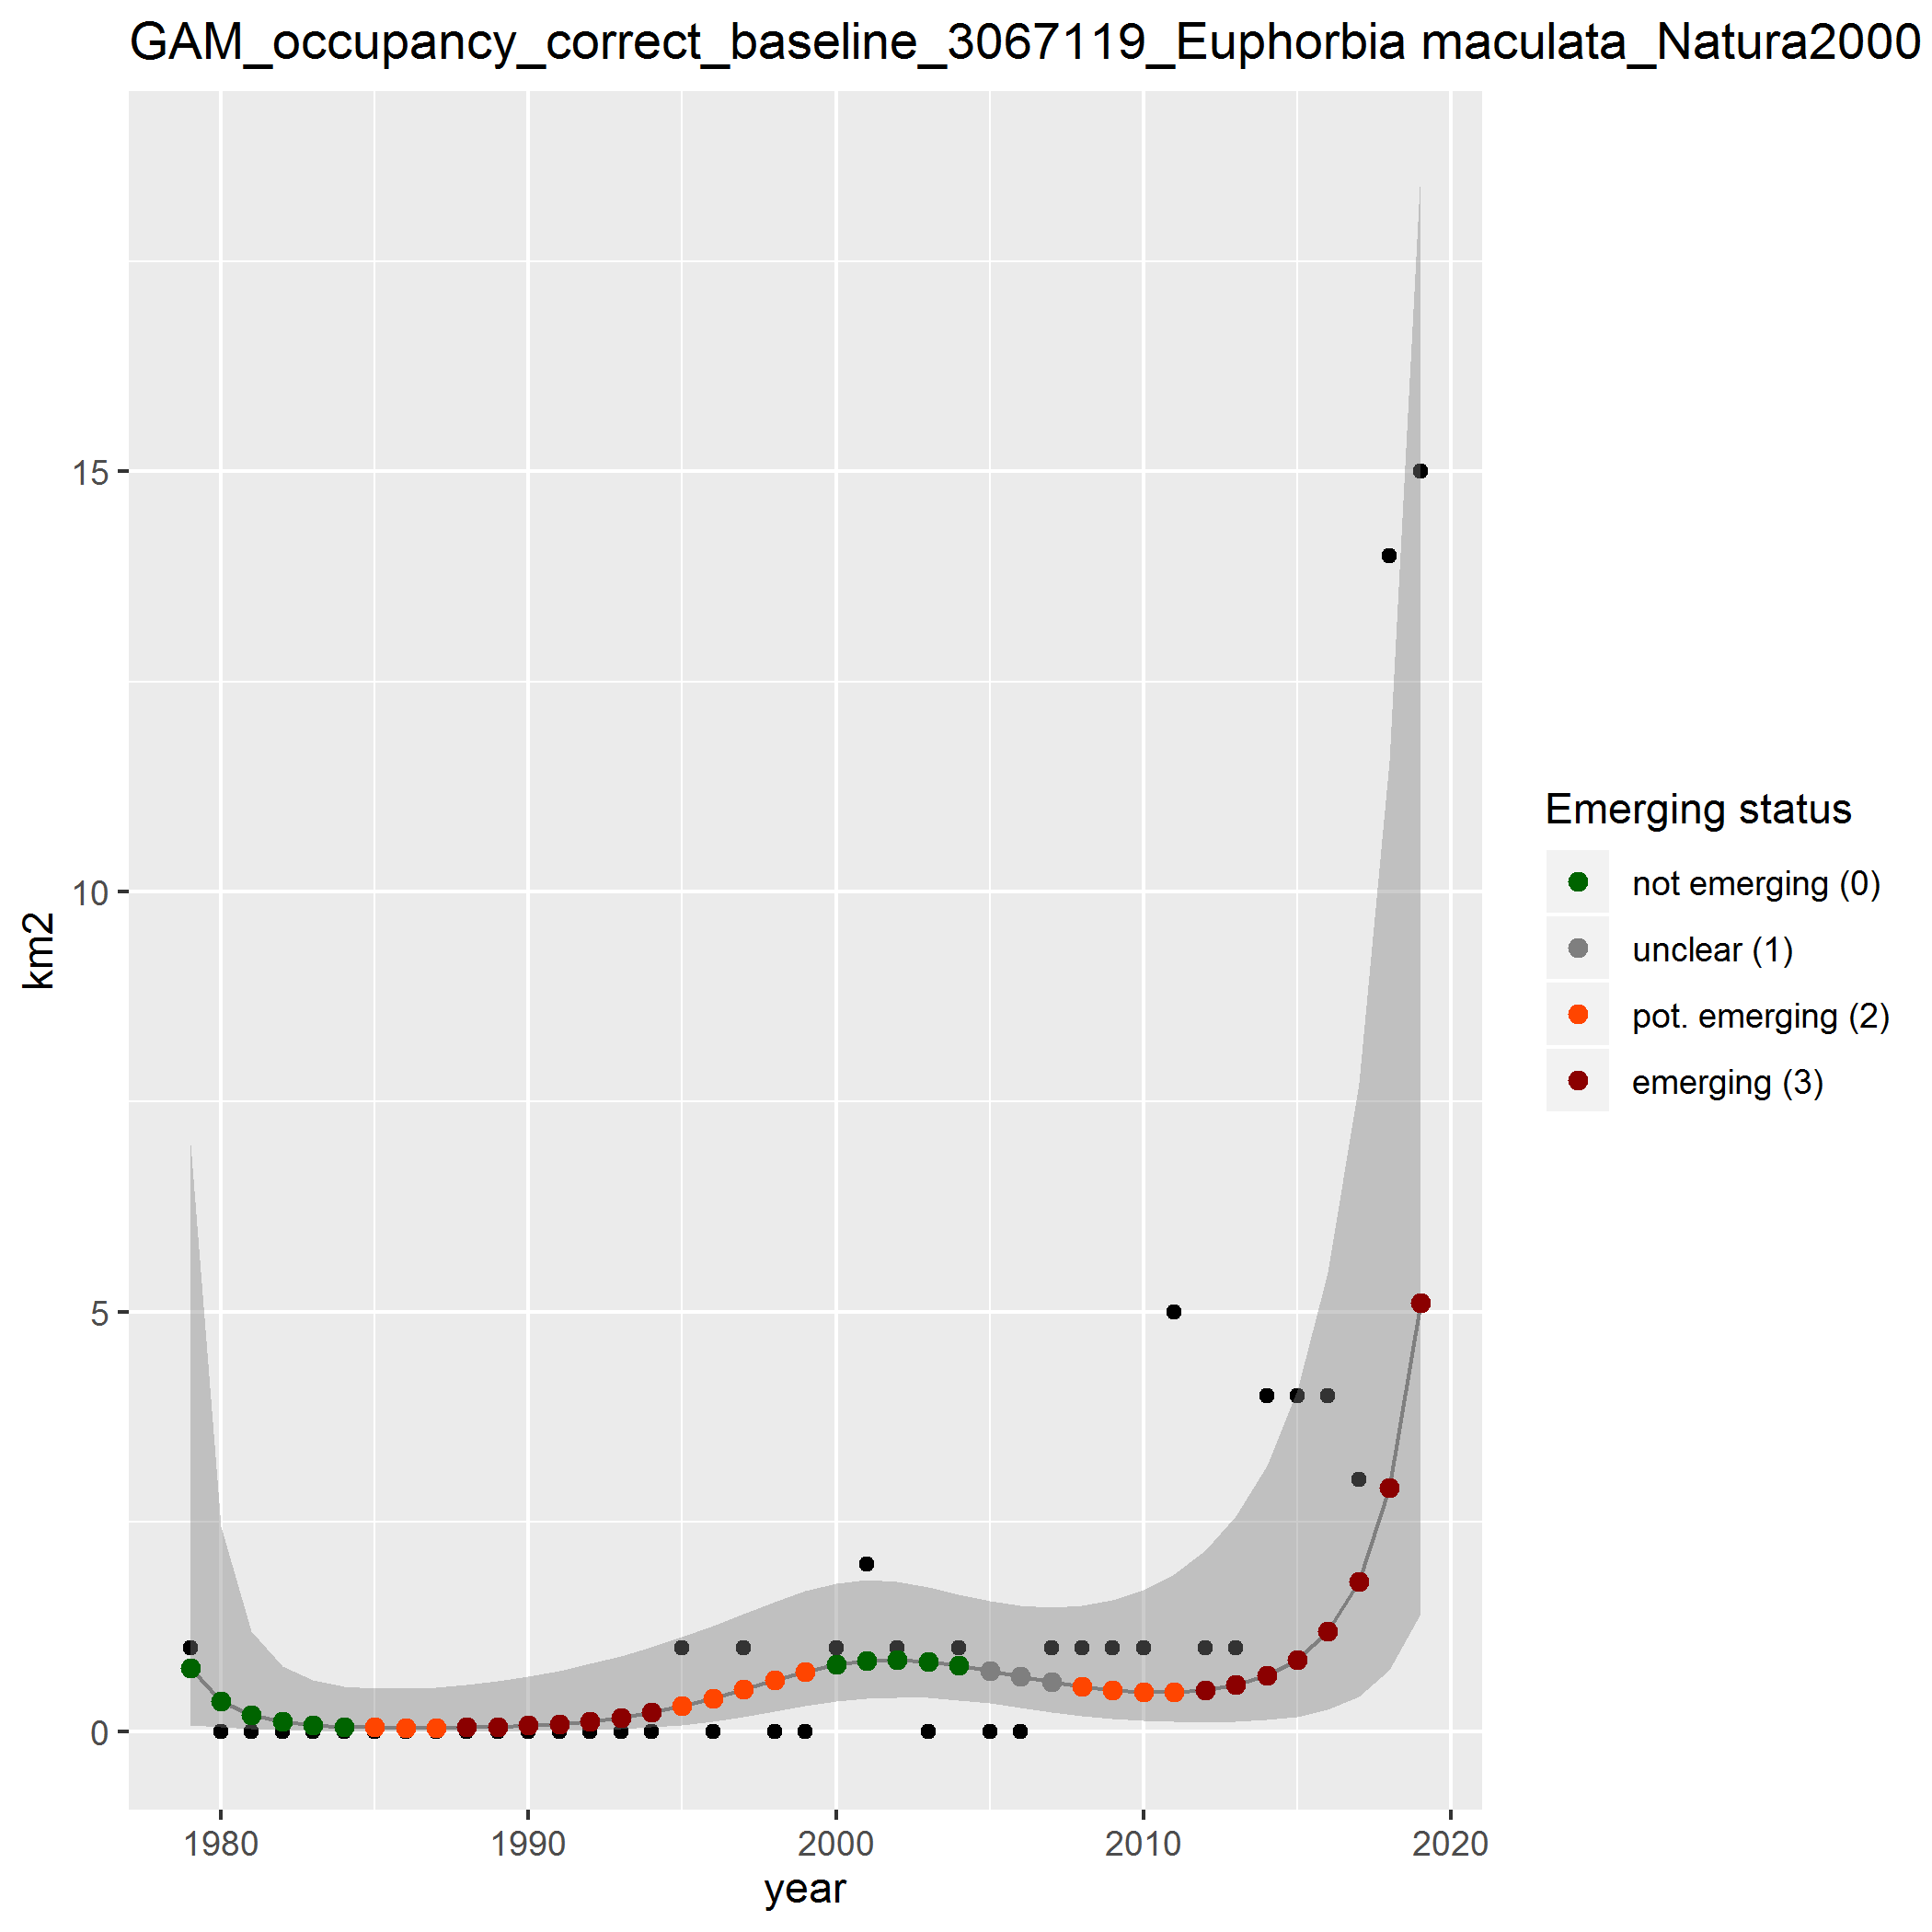 GAM_occupancy_correct_baseline_3067119_Euphorbia maculata_Natura2000
km2
15
10
5
0
1980
1990
2000
2010
2020
year
Emerging status
not emerging (0)
unclear (1)
pot. emerging (2)
emerging (3)